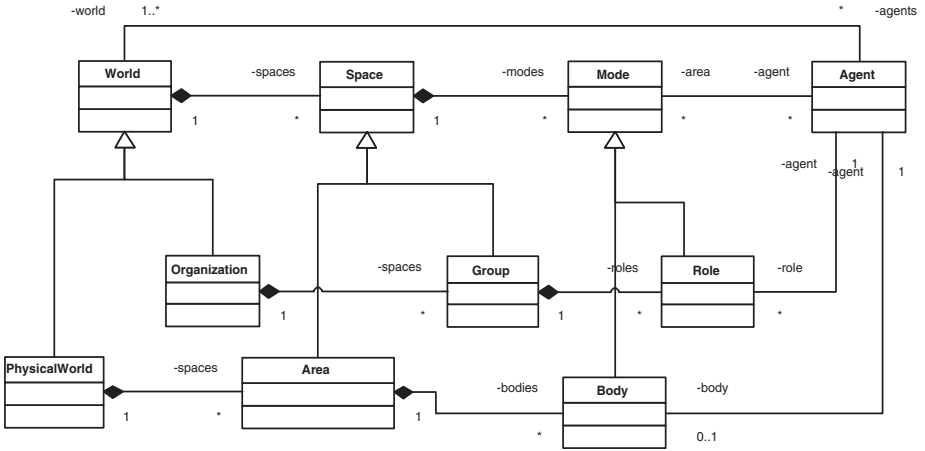 -world 1..* * -agents
World -spaces Space -modes Mode -area -agent Agent
1 * 1 * * *
-agent 1
-agent 1
Organization -spaces Group -roles Role -role
1 * 1 * *
PhysicalWorld -spaces Area -bodies Body -body
1 * 1
* 0..1